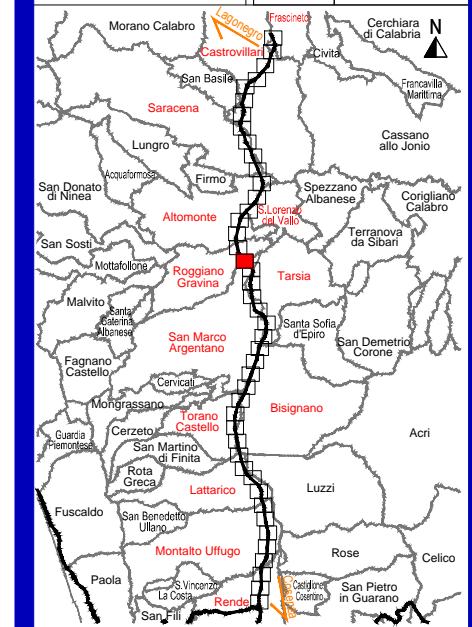 Lagonegro
Frascineto
Morano Calabro
Cerchiara
di Calabria
N
Castrovillari
Civita
San Basile
Francavilla
Marittima
Saracena
Cassano
allo Jonio
Lungro
Acquaformosa
Firmo
San Donato
di Ninea
Spezzano
Albanese
Corigliano
Calabro
Altomonte
S.Lorenzo
del Vallo
Terranova
da Sibari
San Sosti
Mottafollone
Roggiano
Gravina
Tarsia
Malvito
Santa
Caterina
Albanese
San Marco
Argentano
Santa Sofia
d'Epiro
San Demetrio
Corone
Fagnano
Castello
Cervicati
Mongrassano
Torano
Castello
Bisignano
Guardia
Piemontese
Cerzeto
San Martino
di Finita
Acri
Rota
Greca
Lattarico
Luzzi
Fuscaldo
San Benedetto
Ullano
Montalto Uffugo
Rose
Celico
Paola
S.Vincenzo
La Costa
Cosenza
Castiglione
Cosentino
San Pietro
in Guarano
Rende
San Fili